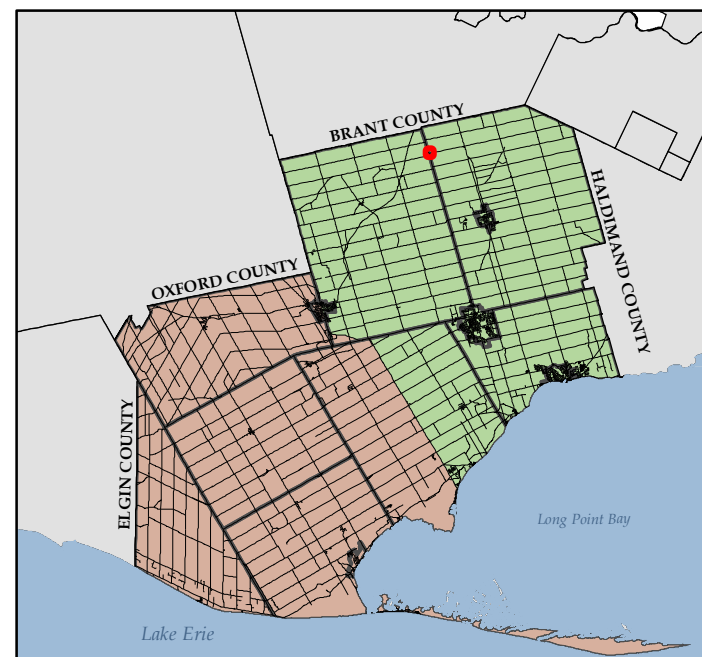 BRANT COUNTY
HALDIMAND COUNTY
OXFORD COUNTY
ELGIN COUNTY
Long Point Bay
Lake Erie